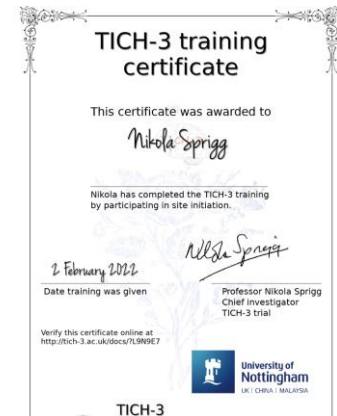 TICH-3 training
certificate
This certificate was awarded to
Nikola Sprigg
Nikola has completed the TICH-3 training
by participating in site initiation.
2 February 2022
Nikola Sprigg
Date training was given
Professor Nikola Sprigg
Chief investigator
TICH-3 trial
Verify this certificate online at
http://tich-3.ac.uk/docs/?L9N9E7
University of
Nottingham
UK | CHINA | MALAYSIA
TICH-3